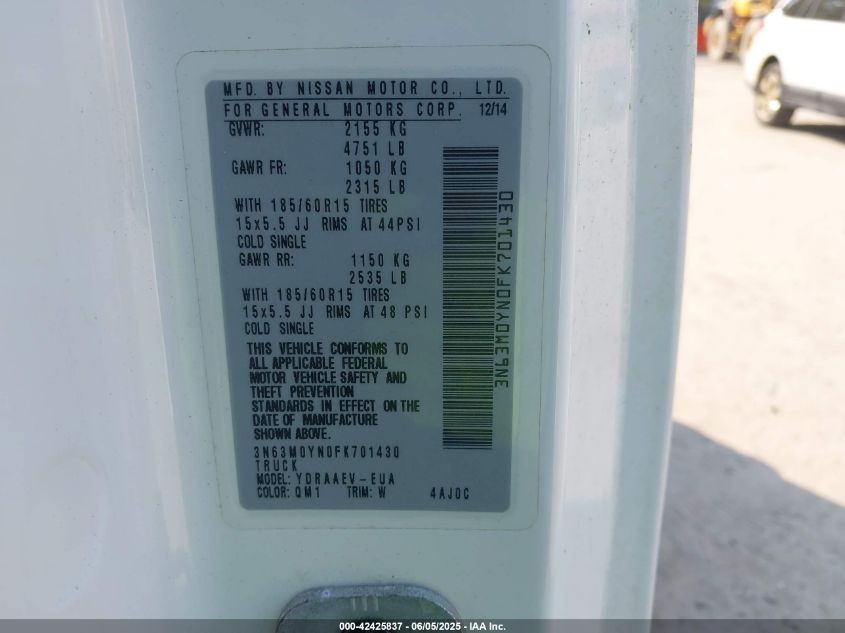 MFD. BY NISSAN MOTOR CO., LTD.
FOR GENERAL MOTORS CORP. 12/14
GVWR: 2155 KG
4751 LB
GAWR FR: 1050 KG
2315 LB
WITH 185/60R15 TIRES
15x5.5 JJ RIMS AT 44PSI
COLD SINGLE
GAWR RR: 1150 KG
2535 LB
WITH 185/60R15 TIRES
15x5.5 JJ RIMS AT 48 PSI
COLD SINGLE
THIS VEHICLE CONFORMS TO
ALL APPLICABLE FEDERAL
MOTOR VEHICLE SAFETY AND
THEFT PREVENTION
STANDARDS IN EFFECT ON THE
DATE OF MANUFACTURE
SHOWN ABOVE.
3N63M0YN0FK701430
TRUCK
MODEL: YDRAAEV-EUA
COLOR: QM1 TRIM: W 4AJ0C
3N63M0YN0FK701430
000-42425837 - 06/05/2025 - IAA Inc.